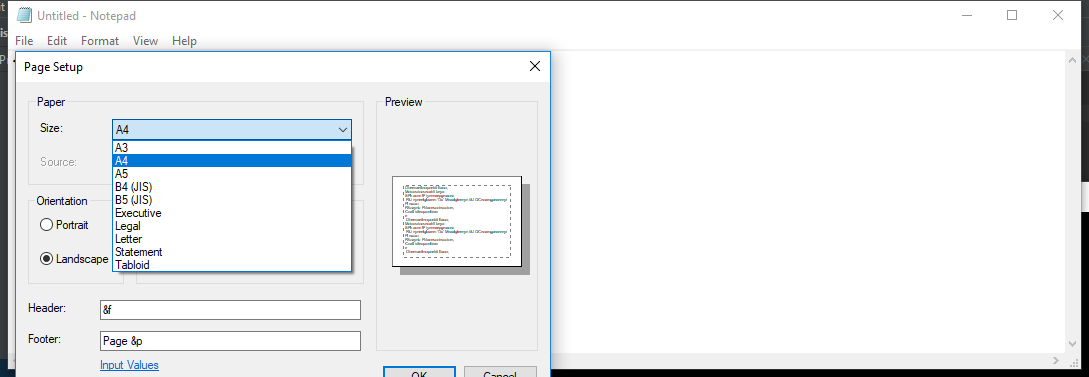 Untitled - Notepad
File Edit Format View Help
Page Setup
Paper
Size:
A4
A3
A4
A5
B4 (JIS)
B5 (JIS)
Executive
Legal
Letter
Statement
Tabloid
Source:
Orientation
Portrait
Landscape
Header:
&f
Footer:
Page &p
Input Values
Preview
OK
Cancel